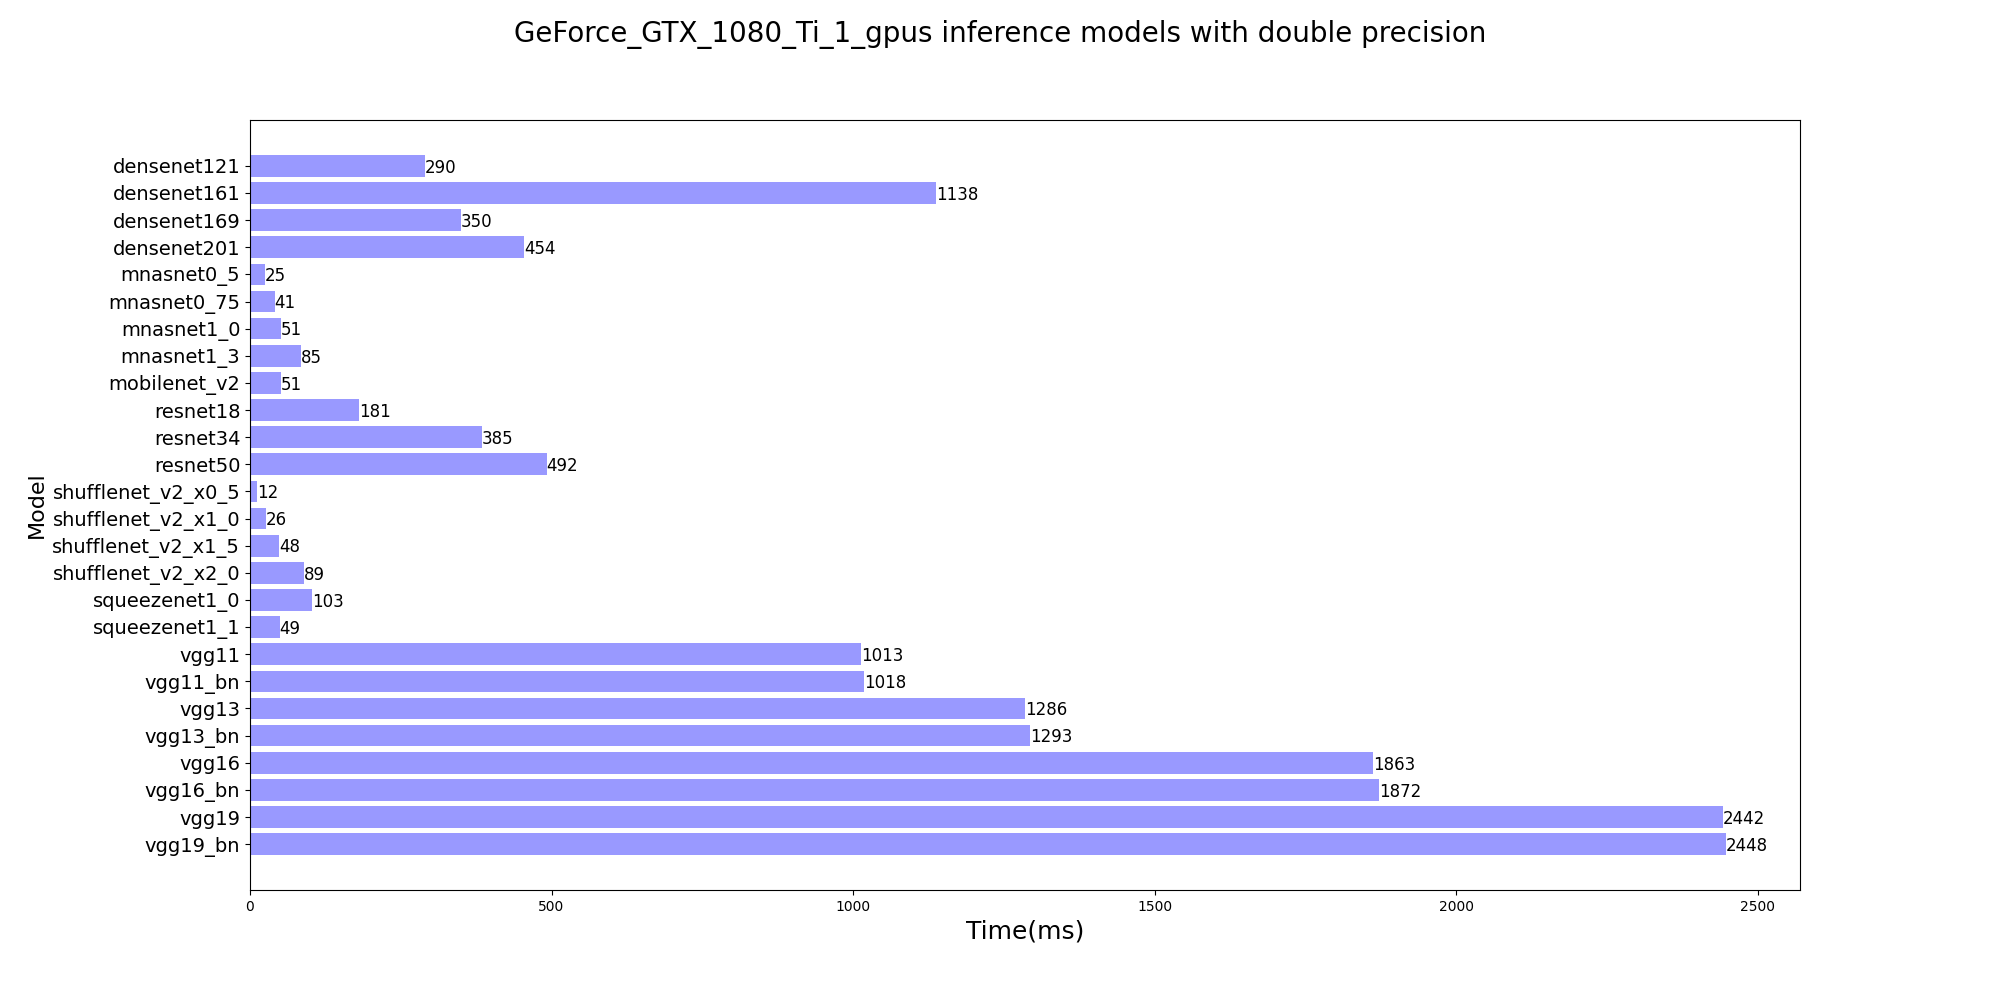 GeForce_GTX_1080_Ti_1_gpus inference models with double precision
densenet121 290
densenet161 1138
densenet169 350
densenet201 454
mnasnet0_5 25
mnasnet0_75 41
mnasnet1_0 51
mnasnet1_3 85
mobilenet_v2 51
resnet18 181
resnet34 385
resnet50 492
shufflenet_v2_x0_5 12
shufflenet_v2_x1_0 26
shufflenet_v2_x1_5 48
shufflenet_v2_x2_0 89
squeezenet1_0 103
squeezenet1_1 49
vgg11 1013
vgg11_bn 1018
vgg13 1286
vgg13_bn 1293
vgg16 1863
vgg16_bn 1872
vgg19 2442
vgg19_bn 2448
Model
0 500 1000 1500 2000 2500
Time(ms)